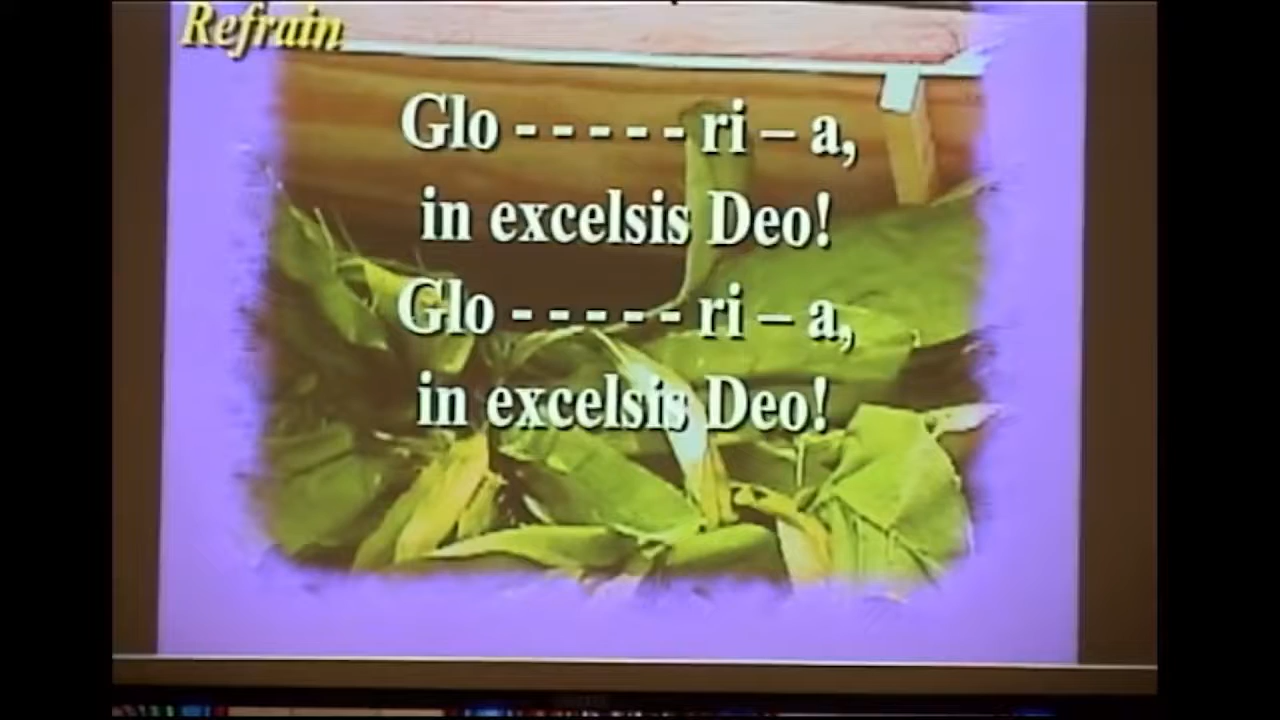 Refrain
Glo - - - - - ri – a,
in excelsis Deo!
Glo - - - - - ri – a,
in excelsis Deo!